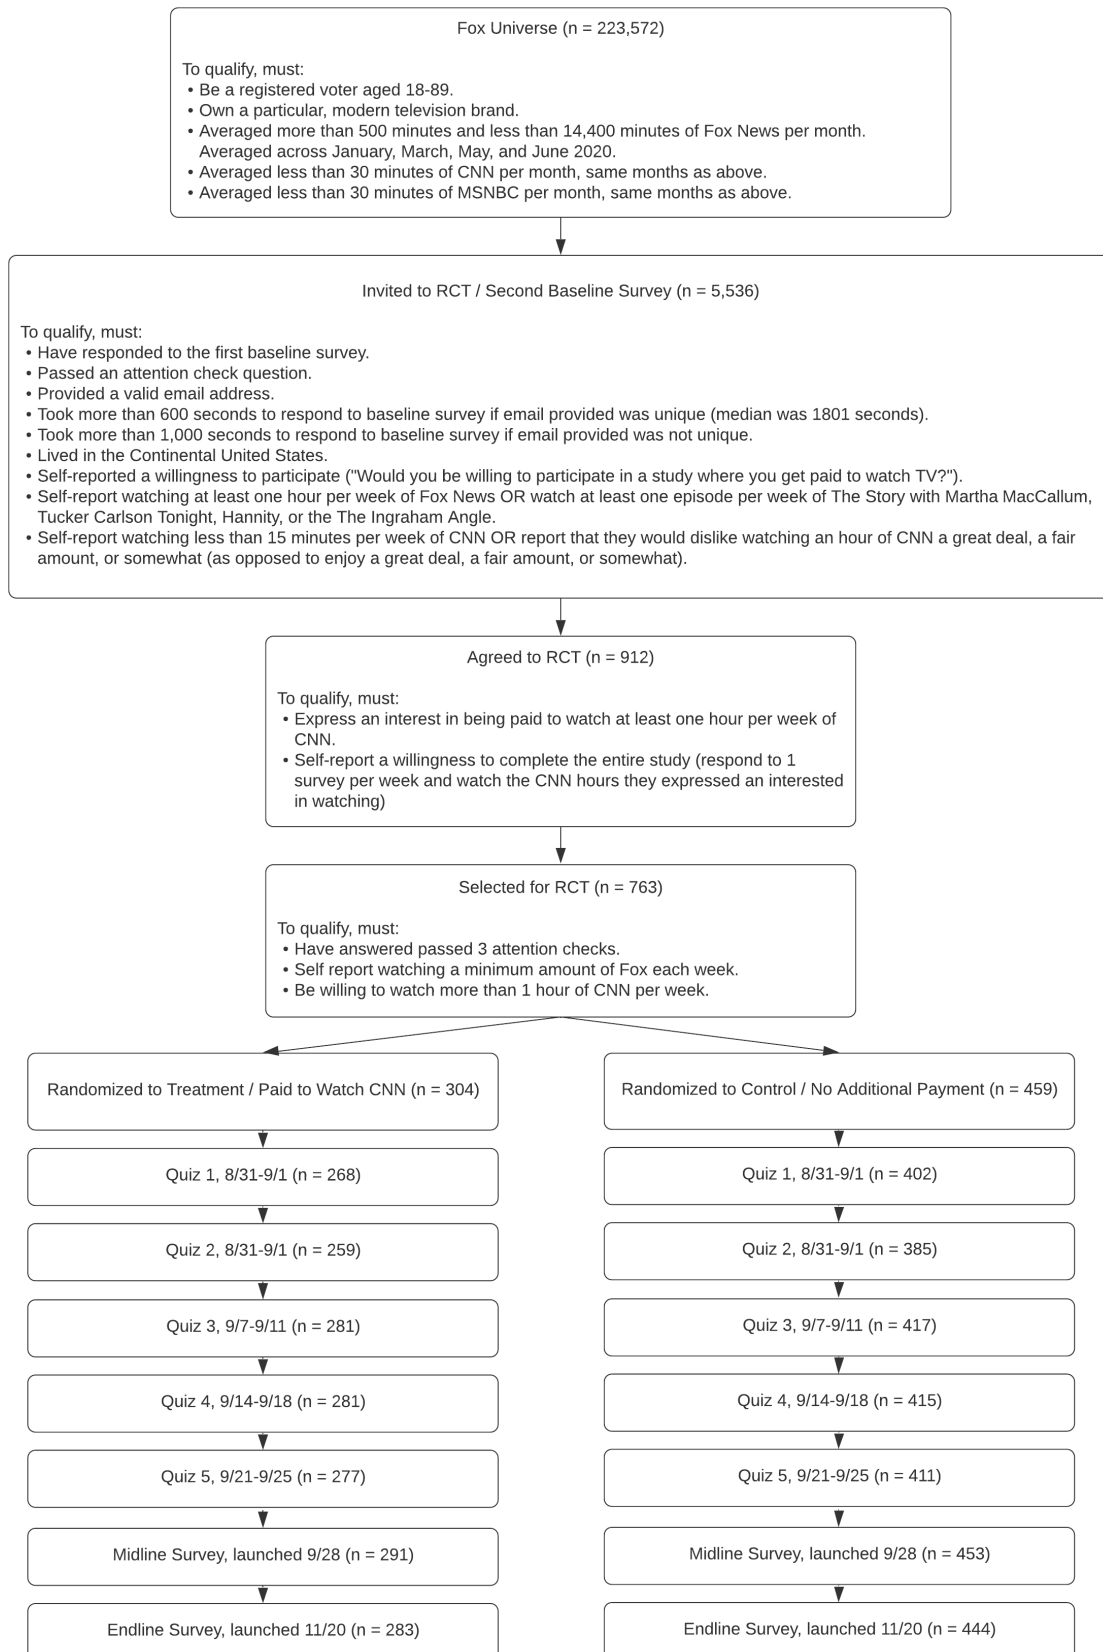 Fox Universe (n = 223,572)
To qualify, must:
• Be a registered voter aged 18-89.
• Own a particular, modern television brand.
• Averaged more than 500 minutes and less than 14,400 minutes of Fox News per month.
Averaged across January, March, May, and June 2020.
• Averaged less than 30 minutes of CNN per month, same months as above.
• Averaged less than 30 minutes of MSNBC per month, same months as above.
Invited to RCT / Second Baseline Survey (n = 5,536)
To qualify, must:
• Have responded to the first baseline survey.
• Passed an attention check question.
• Provided a valid email address.
• Took more than 600 seconds to respond to baseline survey if email provided was unique (median was 1801 seconds).
• Took more than 1,000 seconds to respond to baseline survey if email provided was not unique.
• Lived in the Continental United States.
• Self-reported a willingness to participate ("Would you be willing to participate in a study where you get paid to watch TV?").
• Self-report watching at least one hour per week of Fox News OR watch at least one episode per week of The Story with Martha MacCallum,
Tucker Carlson Tonight, Hannity, or the The Ingraham Angle.
• Self-report watching less than 15 minutes per week of CNN OR report that they would dislike watching an hour of CNN a great deal, a fair
amount, or somewhat (as opposed to enjoy a great deal, a fair amount, or somewhat).
Agreed to RCT (n = 912)
To qualify, must:
• Express an interest in being paid to watch at least one hour per week of
CNN.
• Self-report a willingness to complete the entire study (respond to 1
survey per week and watch the CNN hours they expressed an interested
in watching)
Selected for RCT (n = 763)
To qualify, must:
• Have answered passed 3 attention checks.
• Self report watching a minimum amount of Fox each week.
• Be willing to watch more than 1 hour of CNN per week.
Randomized to Treatment / Paid to Watch CNN (n = 304)
Randomized to Control / No Additional Payment (n = 459)
Quiz 1, 8/31-9/1 (n = 268)
Quiz 1, 8/31-9/1 (n = 402)
Quiz 2, 8/31-9/1 (n = 259)
Quiz 2, 8/31-9/1 (n = 385)
Quiz 3, 9/7-9/11 (n = 281)
Quiz 3, 9/7-9/11 (n = 417)
Quiz 4, 9/14-9/18 (n = 281)
Quiz 4, 9/14-9/18 (n = 415)
Quiz 5, 9/21-9/25 (n = 277)
Quiz 5, 9/21-9/25 (n = 411)
Midline Survey, launched 9/28 (n = 291)
Midline Survey, launched 9/28 (n = 453)
Endline Survey, launched 11/20 (n = 283)
Endline Survey, launched 11/20 (n = 444)